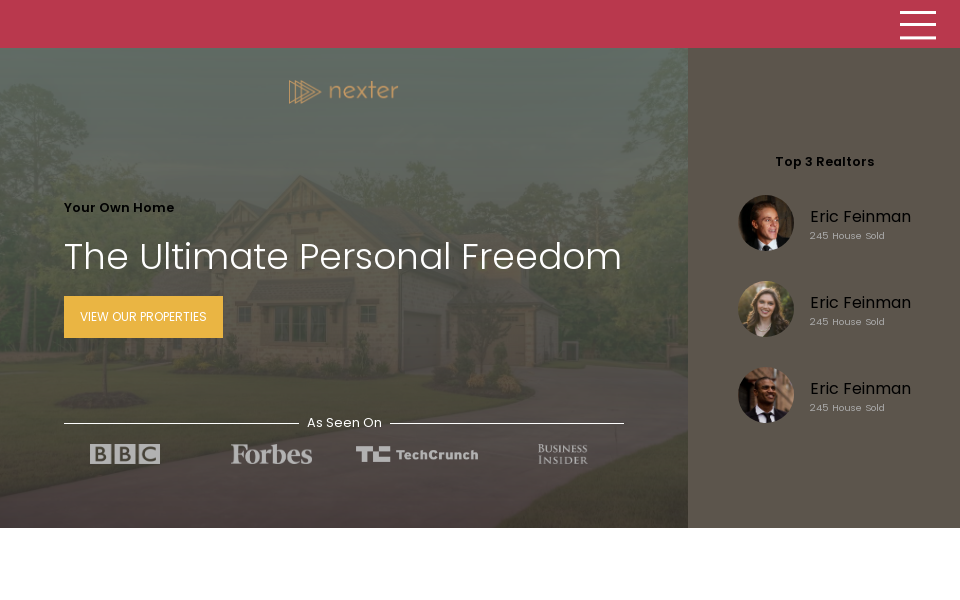 nexter
Your Own Home
The Ultimate Personal Freedom
VIEW OUR PROPERTIES
As Seen On
BBC
Forbes
TC TechCrunch
BUSINESS
INSIDER
Top 3 Realtors
Eric Feinman
245 House Sold
Eric Feinman
245 House Sold
Eric Feinman
245 House Sold